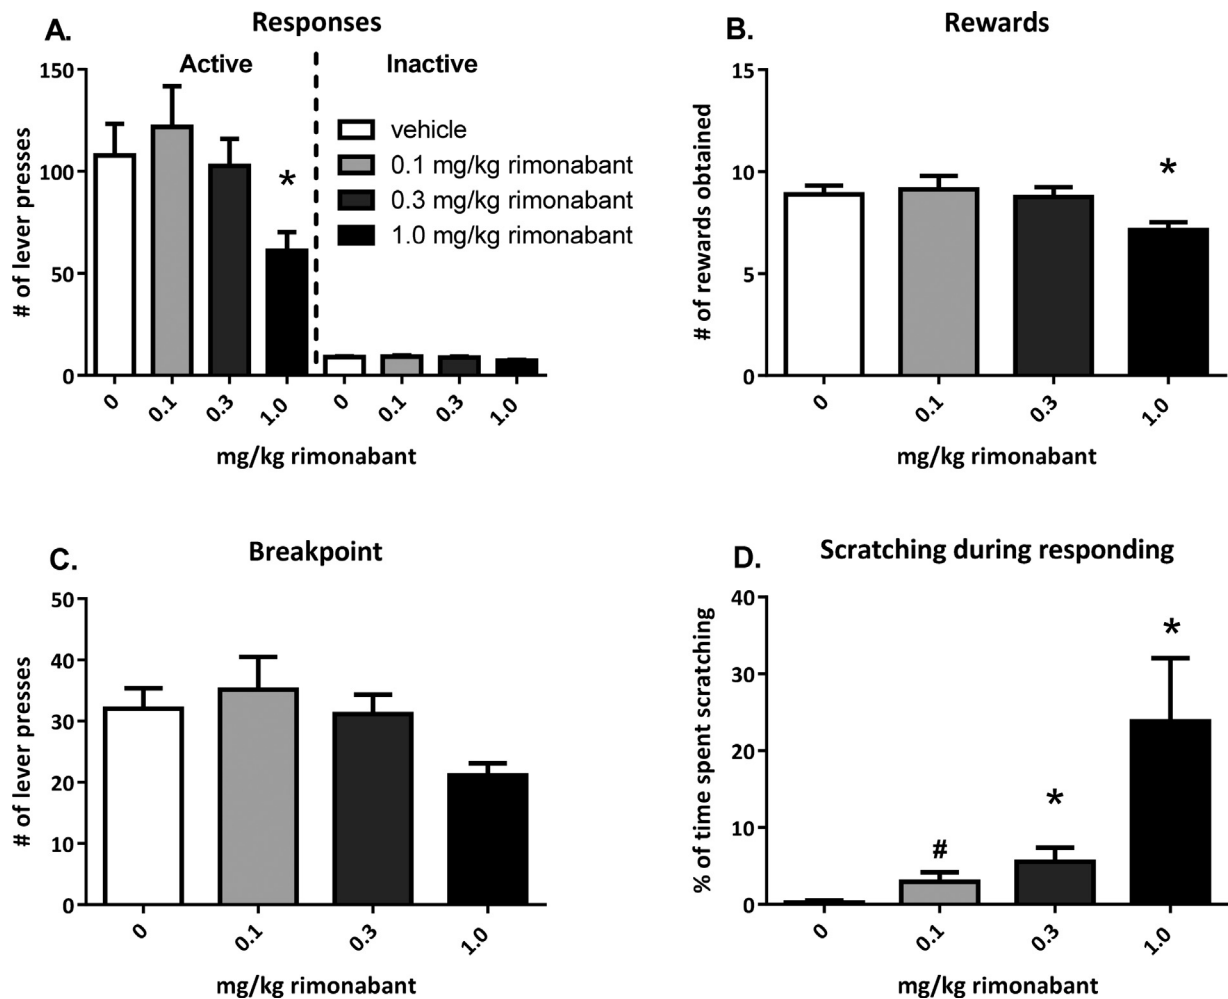 A.
Responses
Active
Inactive
# of lever presses
150
100
50
0
*
vehicle
0.1 mg/kg rimonabant
0.3 mg/kg rimonabant
1.0 mg/kg rimonabant
0 0.1 0.3 1.0 0 0.1 0.3 1.0
mg/kg rimonabant
B.
Rewards
# of rewards obtained
15
10
5
0
*
0 0.1 0.3 1.0
mg/kg rimonabant
C.
Breakpoint
# of lever presses
50
40
30
20
10
0
0 0.1 0.3 1.0
mg/kg rimonabant
D.
Scratching during responding
% of time spent scratching
40
30
20
10
0
#
*
*
0 0.1 0.3 1.0
mg/kg rimonabant